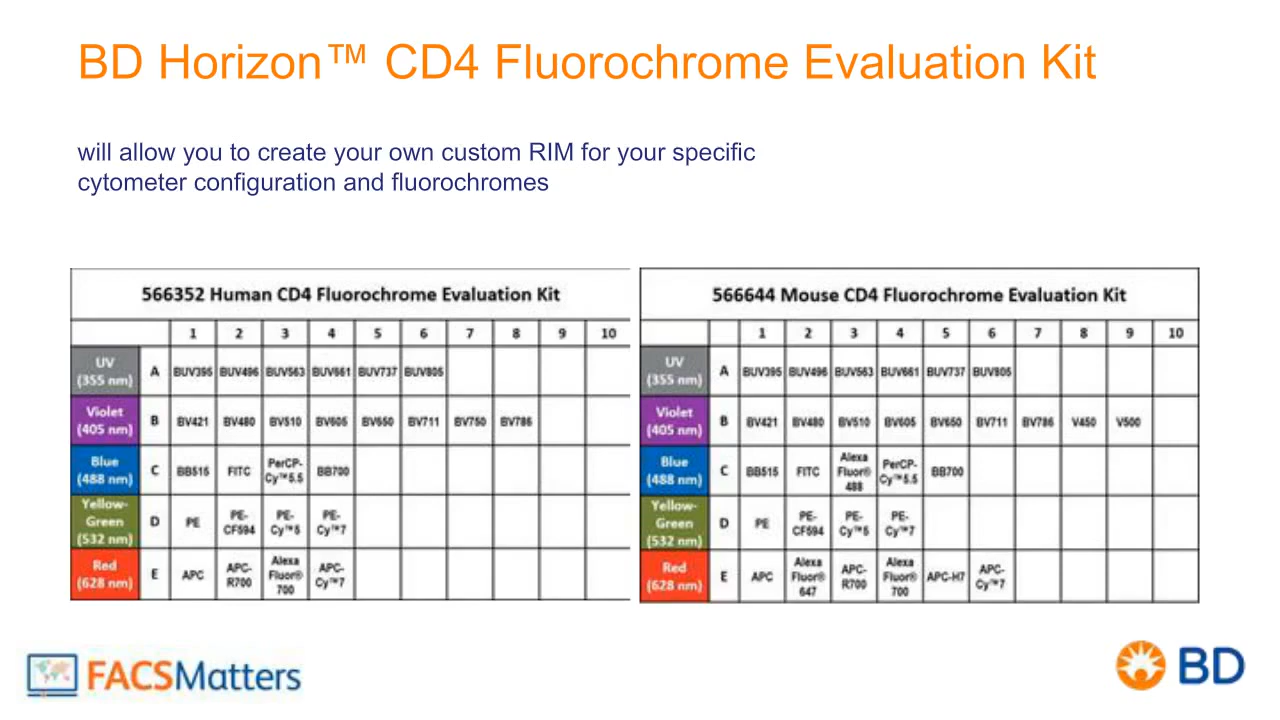 BD Horizon™ CD4 Fluorochrome Evaluation Kit
will allow you to create your own custom RIM for your specific
cytometer configuration and fluorochromes
566352 Human CD4 Fluorochrome Evaluation Kit
1 2 3 4 5 6 7 8 9 10
UV (355 nm) A BUV395 BUV496 BUV563 BUV661 BUV737 BUV805
Violet (405 nm) B BV421 BV480 BV510 BV605 BV650 BV711 BV750 BV786
Blue (488 nm) C BB515 FITC PerCP-Cy™5.5 BB700
Yellow-Green (532 nm) D PE PE-CF594 PE-Cy™5 PE-Cy™7
Red (628 nm) E APC APC-R700 Alexa Fluor® 700 APC-Cy™7
566644 Mouse CD4 Fluorochrome Evaluation Kit
1 2 3 4 5 6 7 8 9 10
UV (355 nm) A BUV395 BUV496 BUV563 BUV661 BUV737 BUV805
Violet (405 nm) B BV421 BV480 BV510 BV605 BV650 BV711 BV786 V450 V500
Blue (488 nm) C BB515 FITC Alexa Fluor® 488 PerCP-Cy™5.5 BB700
Yellow-Green (532 nm) D PE PE-CF594 PE-Cy™5 PE-Cy™7
Red (628 nm) E APC Alexa Fluor® 647 APC-R700 Alexa Fluor® 700 APC-H7 APC-Cy™7
FACSMatters
BD